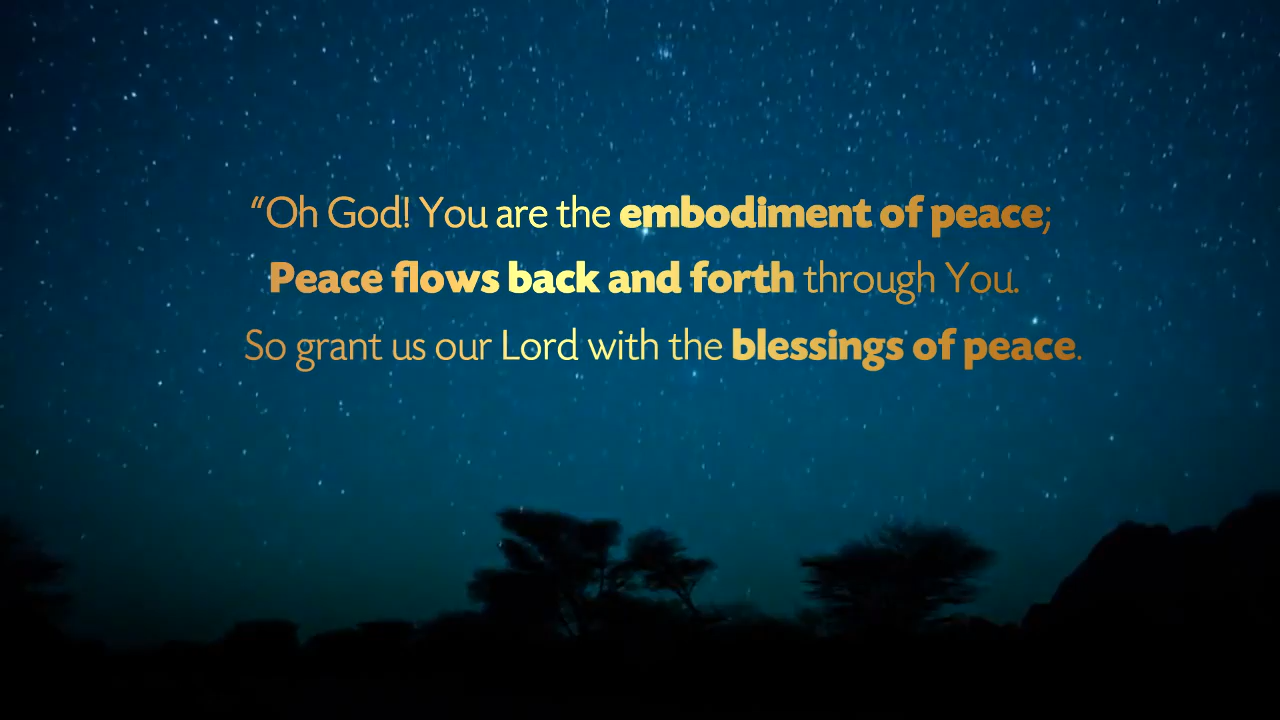 “Oh God! You are the embodiment of peace;
Peace flows back and forth through You.
So grant us our Lord with the blessings of peace.